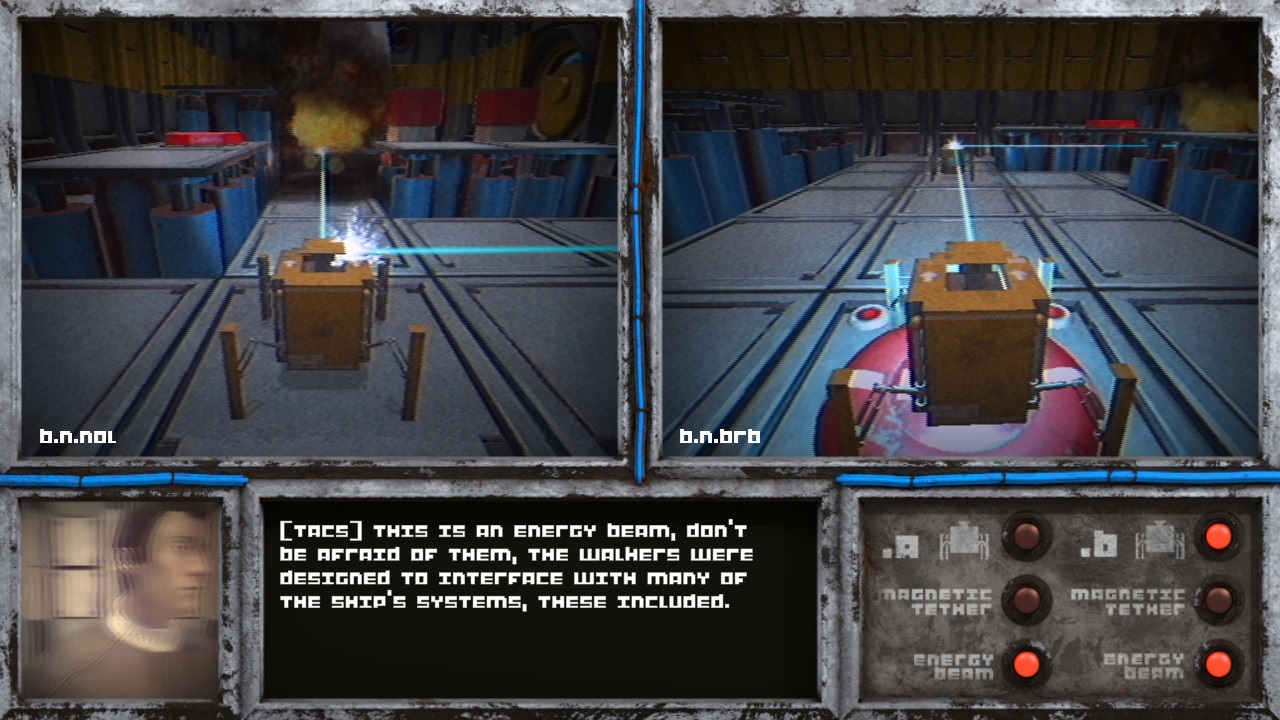 b.n.nol
b.n.brb
[TACS] THIS IS AN ENERGY BEAM, DON'T
BE AFRAID OF THEM, THE WALKERS WERE
DESIGNED TO INTERFACE WITH MANY OF
THE SHIP'S SYSTEMS, THESE INCLUDED.
.a .b
MAGNETIC TETHER MAGNETIC TETHER
ENERGY BEAM ENERGY BEAM